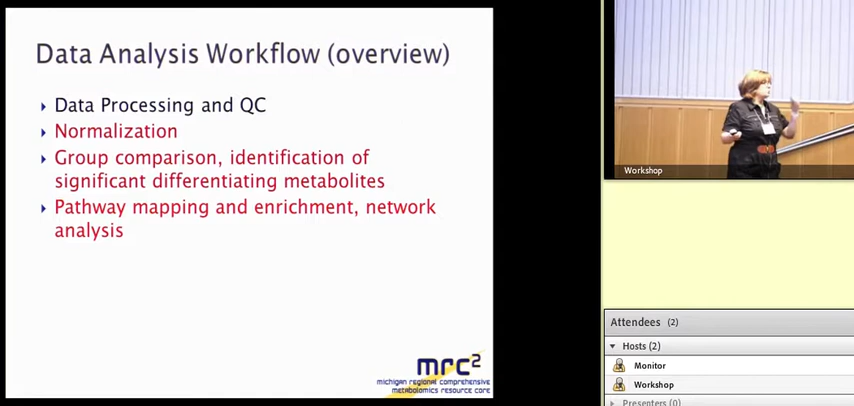 Data Analysis Workflow (overview)
Data Processing and QC
Normalization
Group comparison, identification of
significant differentiating metabolites
Pathway mapping and enrichment, network
analysis
mrc²
michigan regional comprehensive
metabolomics resource core
Workshop
Attendees (2)
Hosts (2)
Monitor
Workshop
Presenters (0)